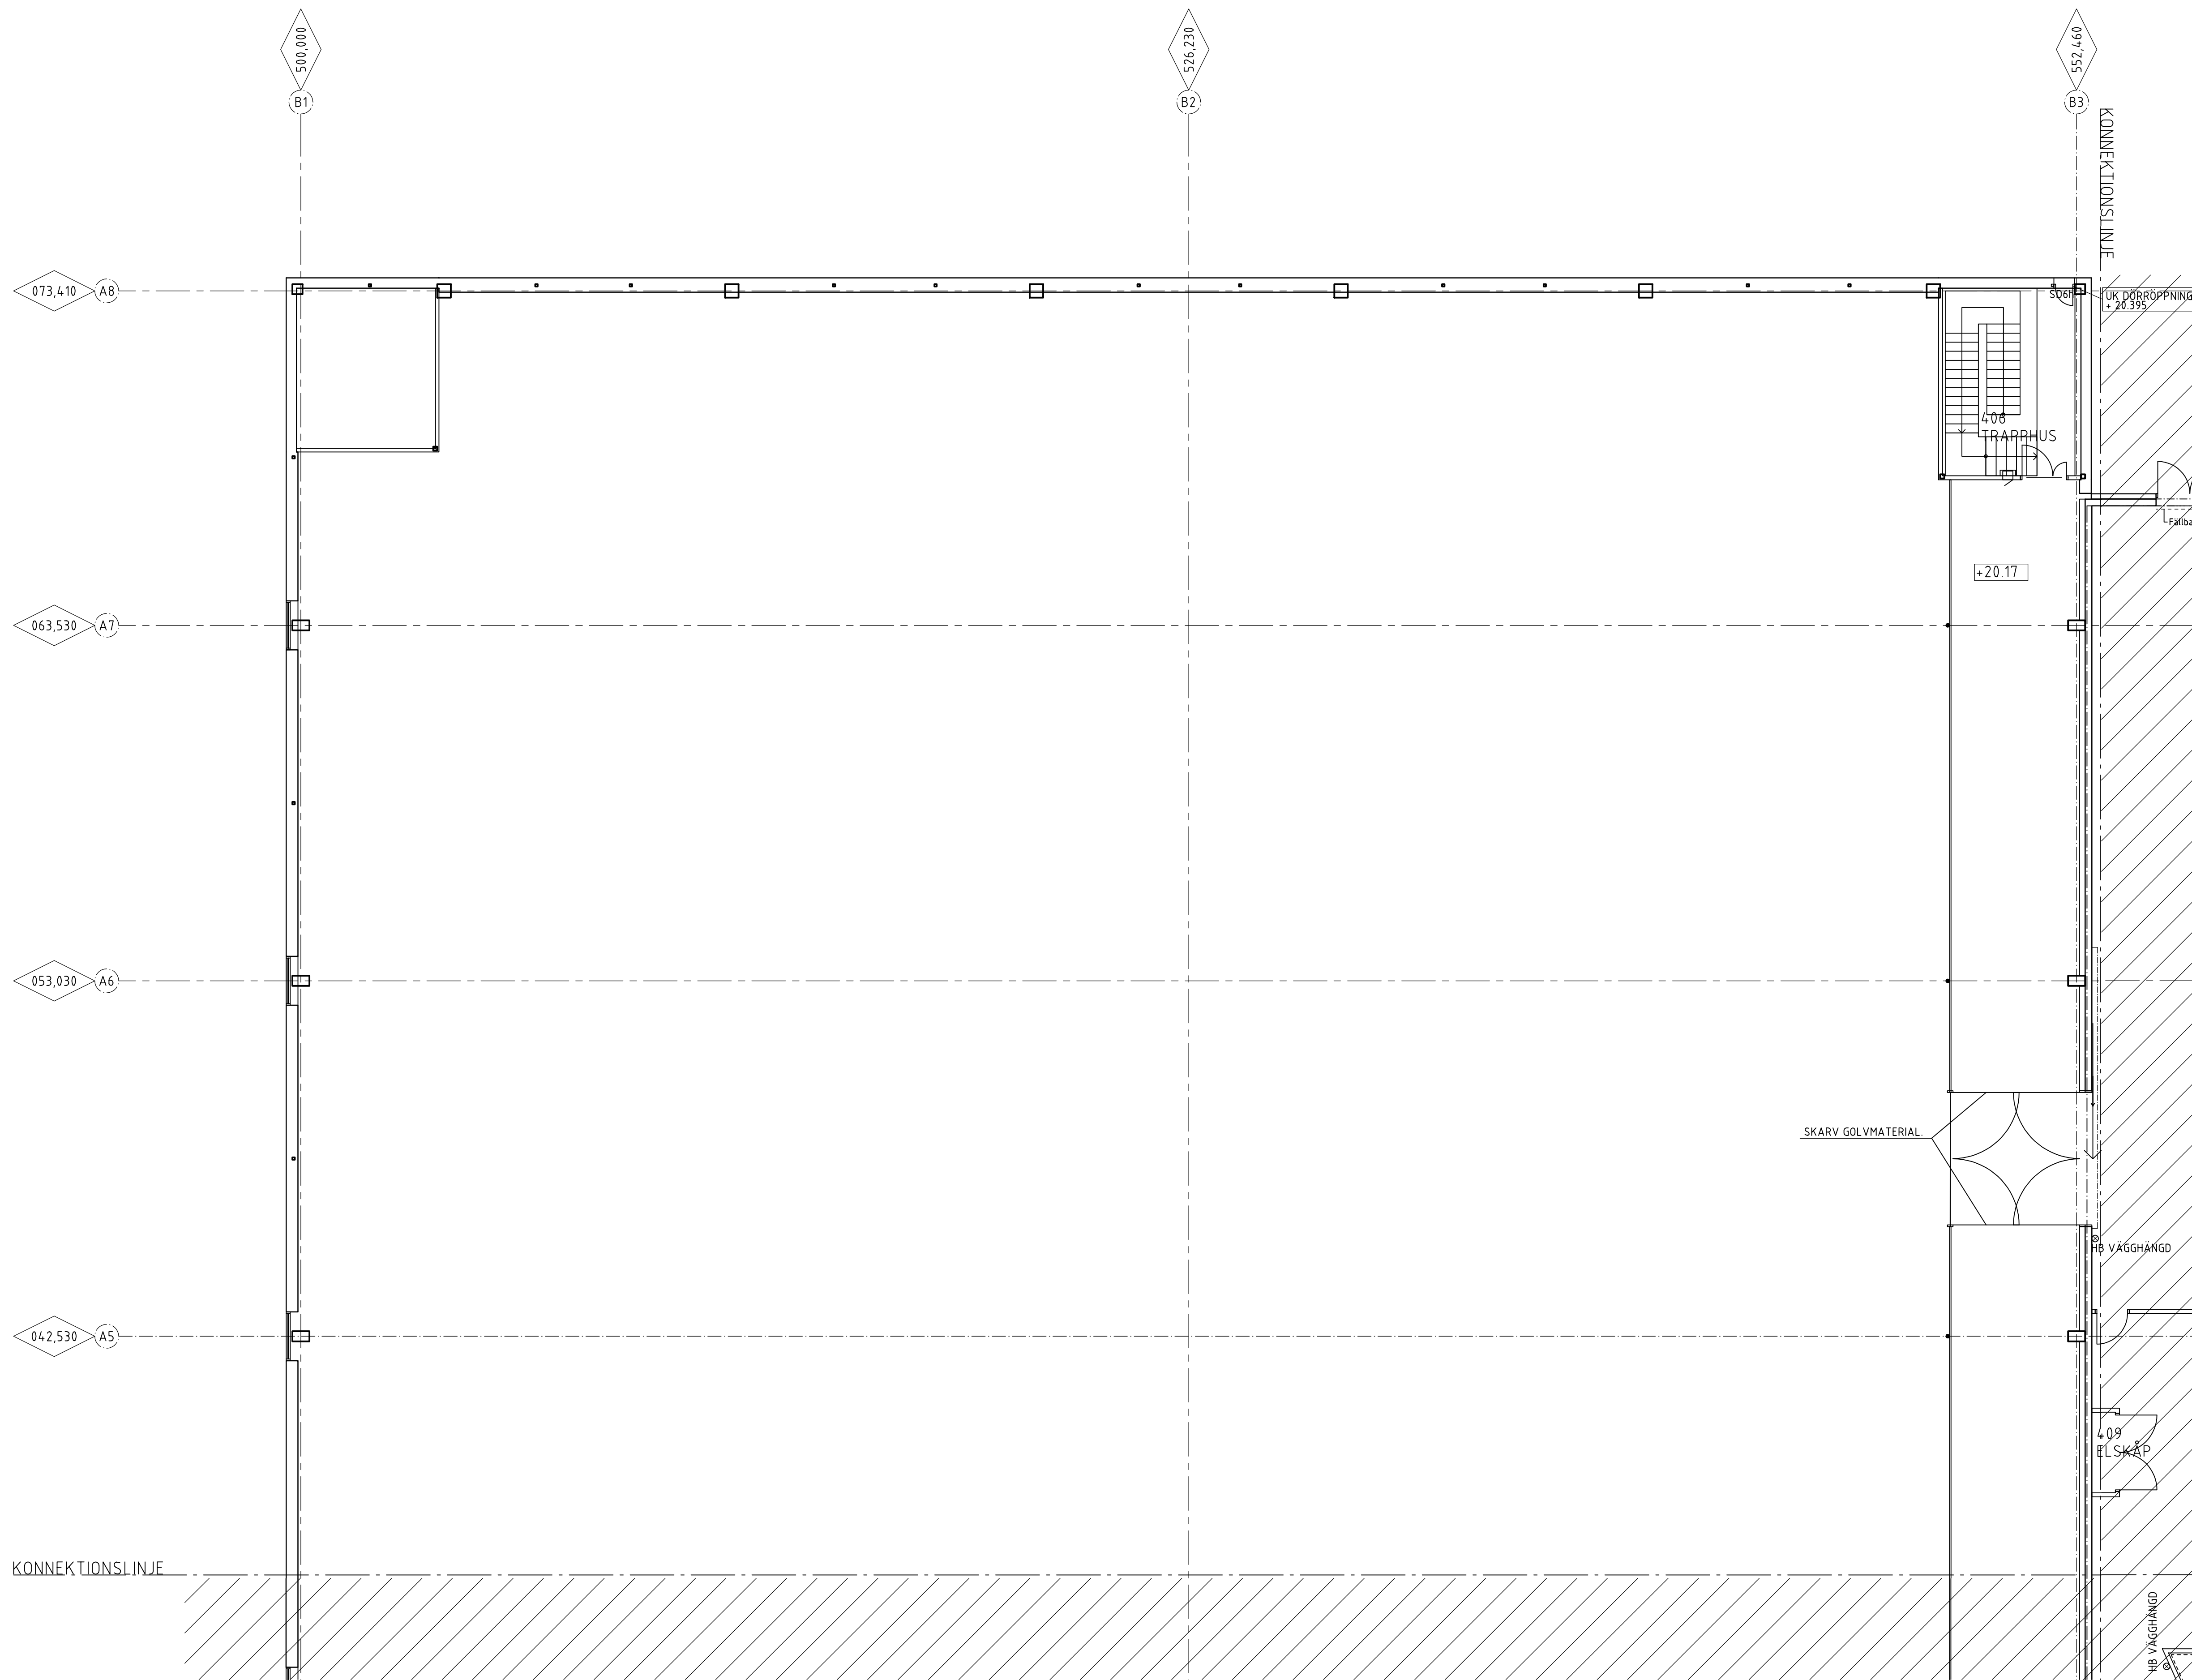 500,000
526,230
552,460
B1
B2
B3
KONNEKTIONSLINJE
073,410
A8
SD6h
UK DÖRRÖPPNING
+ 20.395
408
TRAPPHUS
+20.17
063,530
A7
053,030
A6
SKARV GOLVMATERIAL.
HB VÄGGHÄNGD
042,530
A5
409
ELSKÅP
KONNEKTIONSLINJE
HB VÄGGHÄNGD